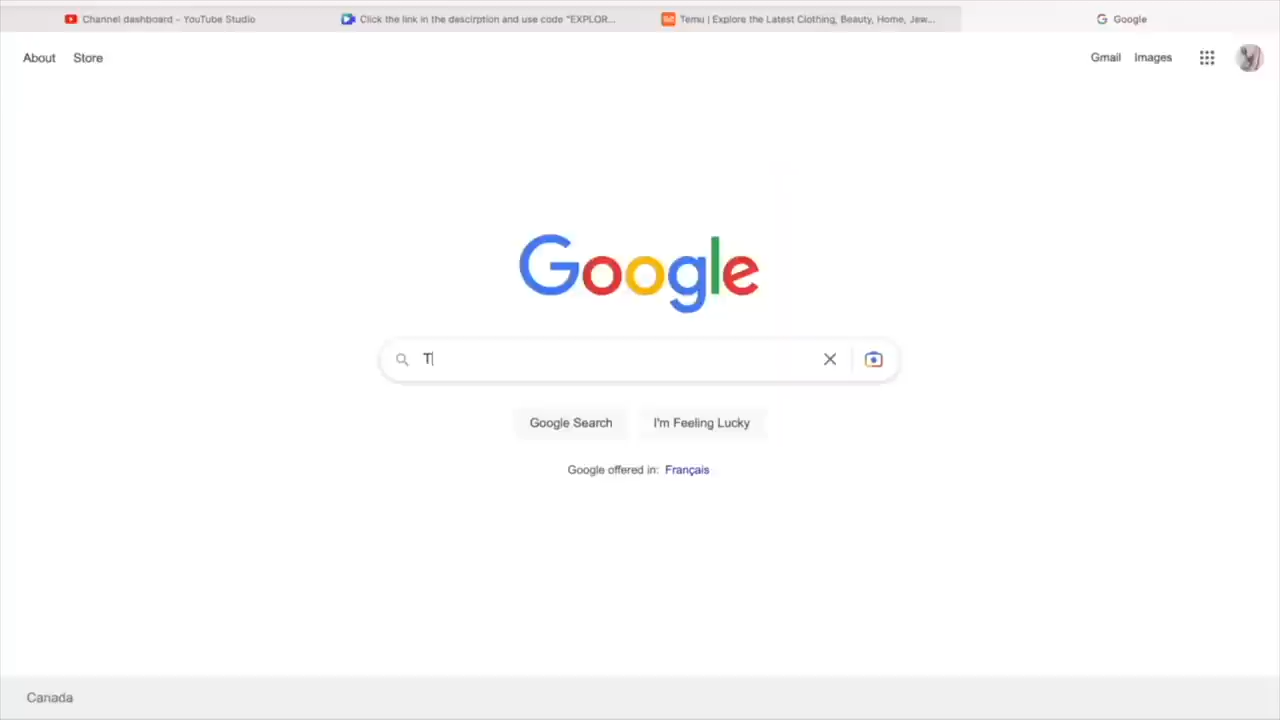 Channel dashboard - YouTube Studio
Click the link in the descirption and use code "EXPLOR...
Temu | Explore the Latest Clothing, Beauty, Home, Jew...
Google
About Store
Gmail Images
Google
T
Google Search I'm Feeling Lucky
Google offered in: Français
Canada